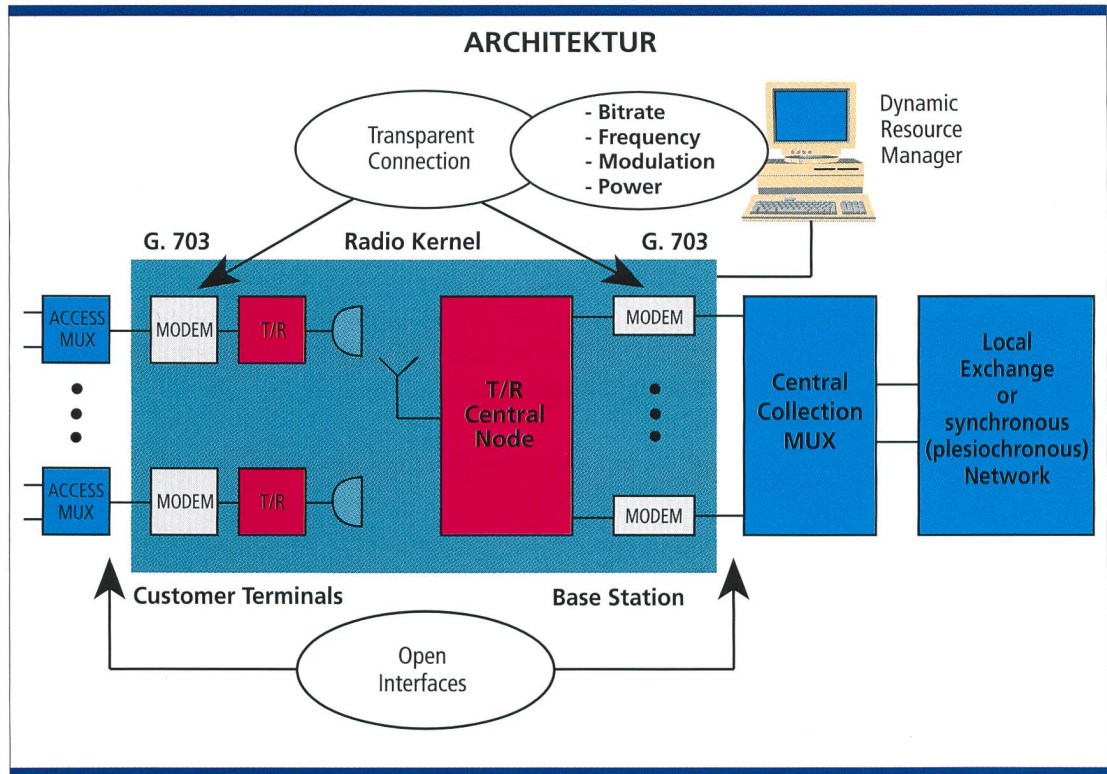 ARCHITEKTUR
Transparent
Connection
- Bitrate
- Frequency
- Modulation
- Power
Dynamic
Resource
Manager
G. 703
Radio Kernel
G. 703
ACCESS
MUX
MODEM
T/R
T/R
Central
Node
MODEM
Central
Collection
MUX
Local
Exchange
or
synchronous
(plesiochronous)
Network
ACCESS
MUX
MODEM
T/R
MODEM
Customer Terminals
Base Station
Open
Interfaces